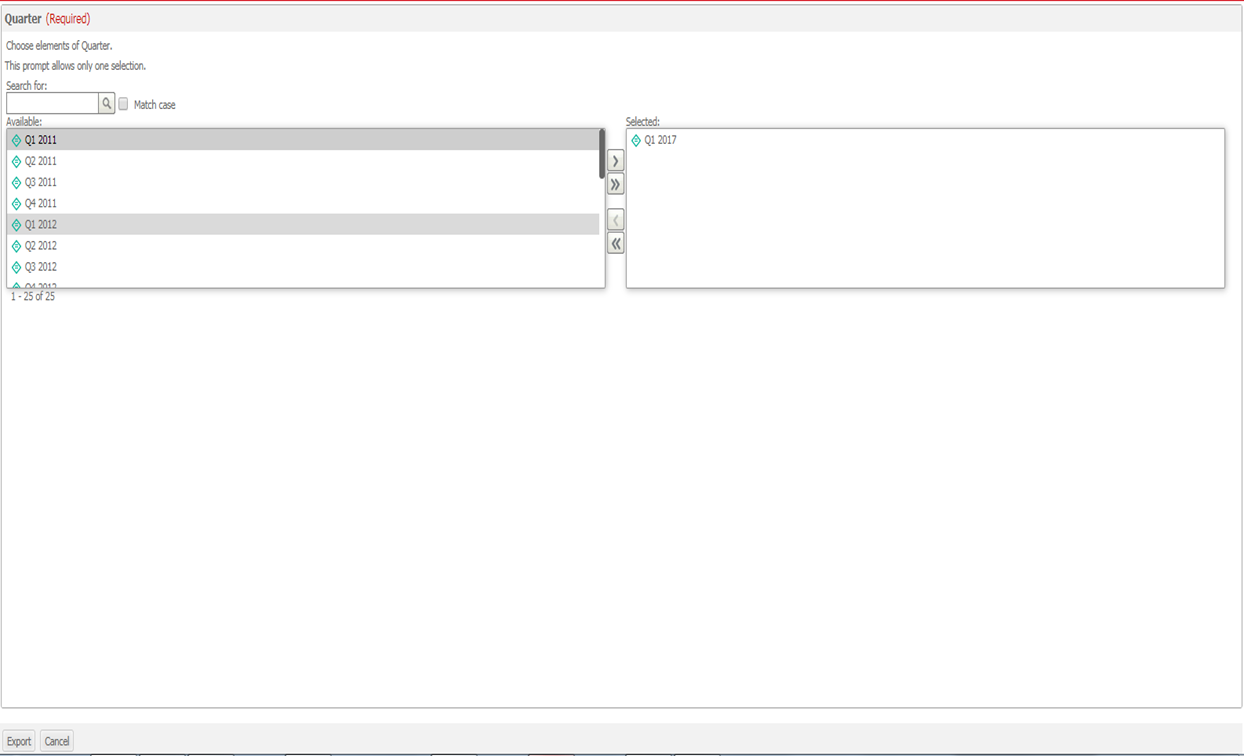 Quarter (Required)
Choose elements of Quarter.
This prompt allows only one selection.
Search for:
Match case
Available:
Selected:
Q1 2011
Q1 2017
Q2 2011
Q3 2011
Q4 2011
Q1 2012
Q2 2012
Q3 2012
Q4 2012
1 - 25 of 25
Export Cancel